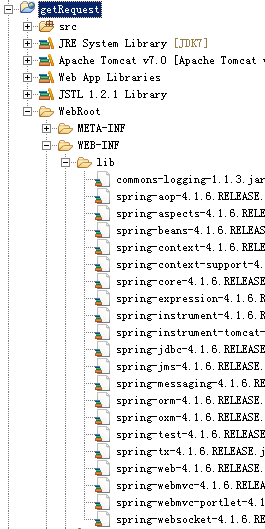 getRequest
src
JRE System Library [JDK7]
Apache Tomcat v7.0 [Apache Tomcat v
Web App Libraries
JSTL 1.2.1 Library
WebRoot
META-INF
WEB-INF
lib
commons-logging-1.1.3.jar
spring-aop-4.1.6.RELEASE.
spring-aspects-4.1.6.RELE
spring-beans-4.1.6.RELEAS
spring-context-4.1.6.RELE
spring-context-support-4.
spring-core-4.1.6.RELEASE
spring-expression-4.1.6.R
spring-instrument-4.1.6.R
spring-instrument-tomcat-
spring-jdbc-4.1.6.RELEASE
spring-jms-4.1.6.RELEASE.
spring-messaging-4.1.6.RE
spring-orm-4.1.6.RELEASE.
spring-oxm-4.1.6.RELEASE.
spring-test-4.1.6.RELEASE
spring-tx-4.1.6.RELEASE.j
spring-web-4.1.6.RELEASE.
spring-webmvc-4.1.6.RELEA
spring-webmvc-portlet-4.1
spring-websocket-4.1.6.RE